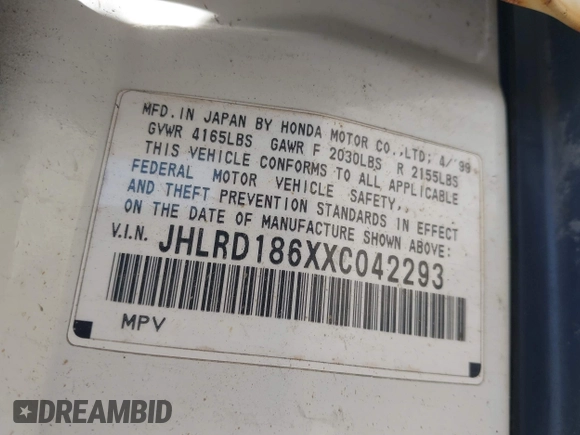 MFD. IN JAPAN BY HONDA MOTOR CO.,LTD; 4/'99
GVWR 4165LBS GAWR F 2030LBS R 2155LBS
THIS VEHICLE CONFORMS TO ALL APPLICABLE
FEDERAL MOTOR VEHICLE SAFETY,
AND THEFT PREVENTION STANDARDS IN EFFECT
ON THE DATE OF MANUFACTURE SHOWN ABOVE:
V.I.N. JHLRD186XXC042293
MPV
DREAMBID